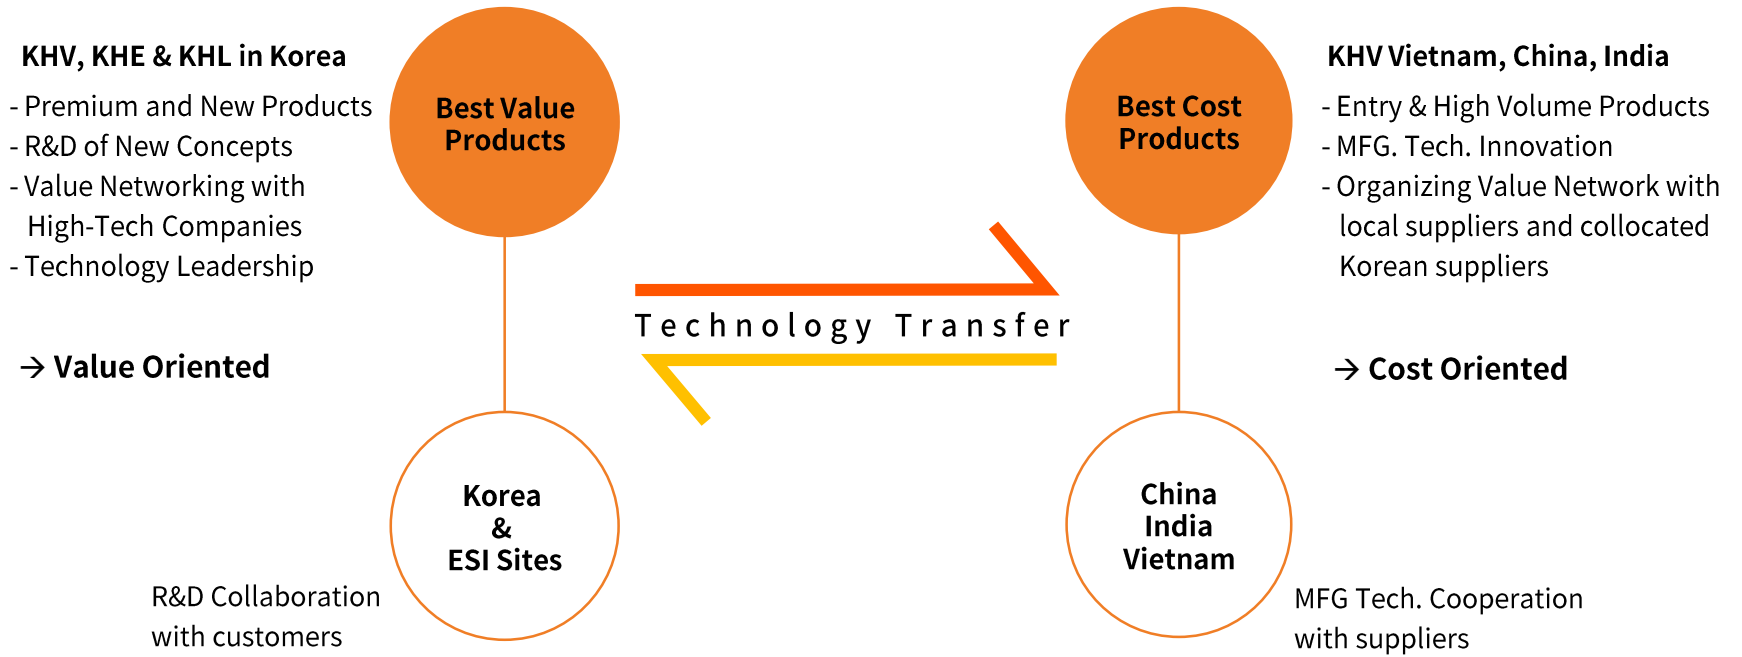 KHV, KHE & KHL in Korea
- Premium and New Products
- R&D of New Concepts
- Value Networking with
High-Tech Companies
- Technology Leadership
→ Value Oriented
Best Value
Products
Korea
&
ESI Sites
R&D Collaboration
with customers
Technology Transfer
Best Cost
Products
China
India
Vietnam
KHV Vietnam, China, India
- Entry & High Volume Products
- MFG. Tech. Innovation
- Organizing Value Network with
local suppliers and collocated
Korean suppliers
→ Cost Oriented
MFG Tech. Cooperation
with suppliers